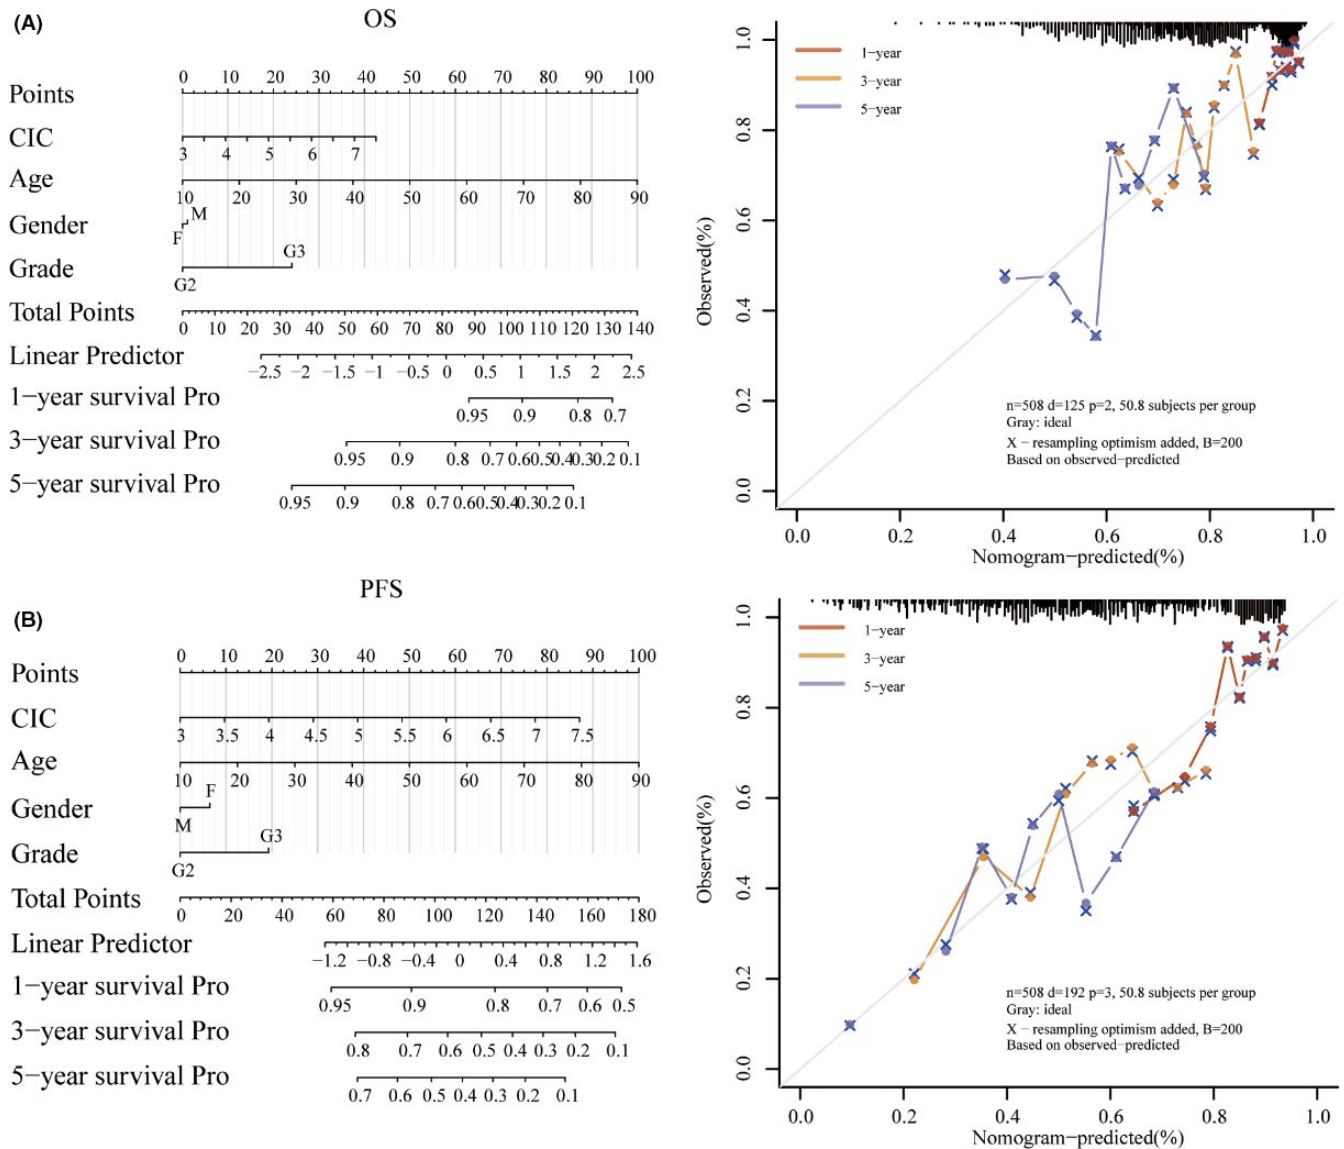 (A)
OS
Points
0 10 20 30 40 50 60 70 80 90 100
CIC
3 4 5 6 7
Age
10 20 30 40 50 60 70 80 90
Gender
M
F
Grade
G3
G2
Total Points
0 10 20 30 40 50 60 70 80 90 100 110 120 130 140
Linear Predictor
−2.5 −2 −1.5 −1 −0.5 0 0.5 1 1.5 2 2.5
1−year survival Pro
0.95 0.9 0.8 0.7
3−year survival Pro
0.95 0.9 0.8 0.7 0.6 0.5 0.4 0.3 0.2 0.1
5−year survival Pro
0.95 0.9 0.8 0.7 0.6 0.5 0.4 0.3 0.2 0.1
1−year
3−year
5−year
Observed(%)
1.0
0.8
0.6
0.4
0.2
0.0
n=508 d=125 p=2, 50.8 subjects per group
Gray: ideal
X − resampling optimism added, B=200
Based on observed−predicted
0.0 0.2 0.4 0.6 0.8 1.0
Nomogram−predicted(%)
(B)
PFS
Points
0 10 20 30 40 50 60 70 80 90 100
CIC
3 3.5 4 4.5 5 5.5 6 6.5 7 7.5
Age
10 20 30 40 50 60 70 80 90
Gender
F
M
Grade
G3
G2
Total Points
0 20 40 60 80 100 120 140 160 180
Linear Predictor
−1.2 −0.8 −0.4 0 0.4 0.8 1.2 1.6
1−year survival Pro
0.95 0.9 0.8 0.7 0.6 0.5
3−year survival Pro
0.8 0.7 0.6 0.5 0.4 0.3 0.2 0.1
5−year survival Pro
0.7 0.6 0.5 0.4 0.3 0.2 0.1
1−year
3−year
5−year
Observed(%)
1.0
0.8
0.6
0.4
0.2
0.0
n=508 d=192 p=3, 50.8 subjects per group
Gray: ideal
X − resampling optimism added, B=200
Based on observed−predicted
0.0 0.2 0.4 0.6 0.8 1.0
Nomogram−predicted(%)